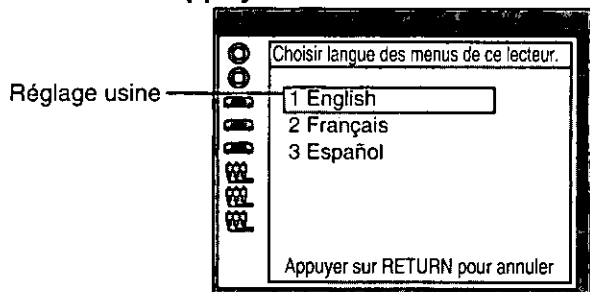 Choisir langue des menus de ce lecteur.
Réglage usine
1 English
2 Français
3 Español
Appuyer sur RETURN pour annuler